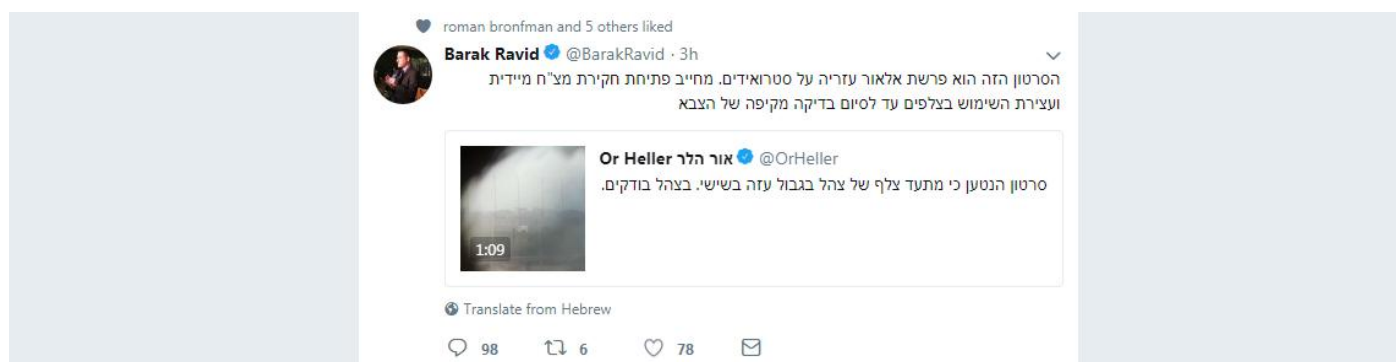 roman bronfman and 5 others liked
Barak Ravid @BarakRavid · 3h
הסרטון הזה הוא פרשת אלאור עזריה על סטרואידים. מחייב פתיחת חקירת מצ"ח מיידית
ועצירת השימוש בצלפים עד לסיום בדיקה מקיפה של הצבא
Or Heller אור הלר @OrHeller
סרטון הנטען כי מתעד צלף של צהל בגבול עזה בשישי. בצהל בודקים.
1:09
Translate from Hebrew
98 6 78